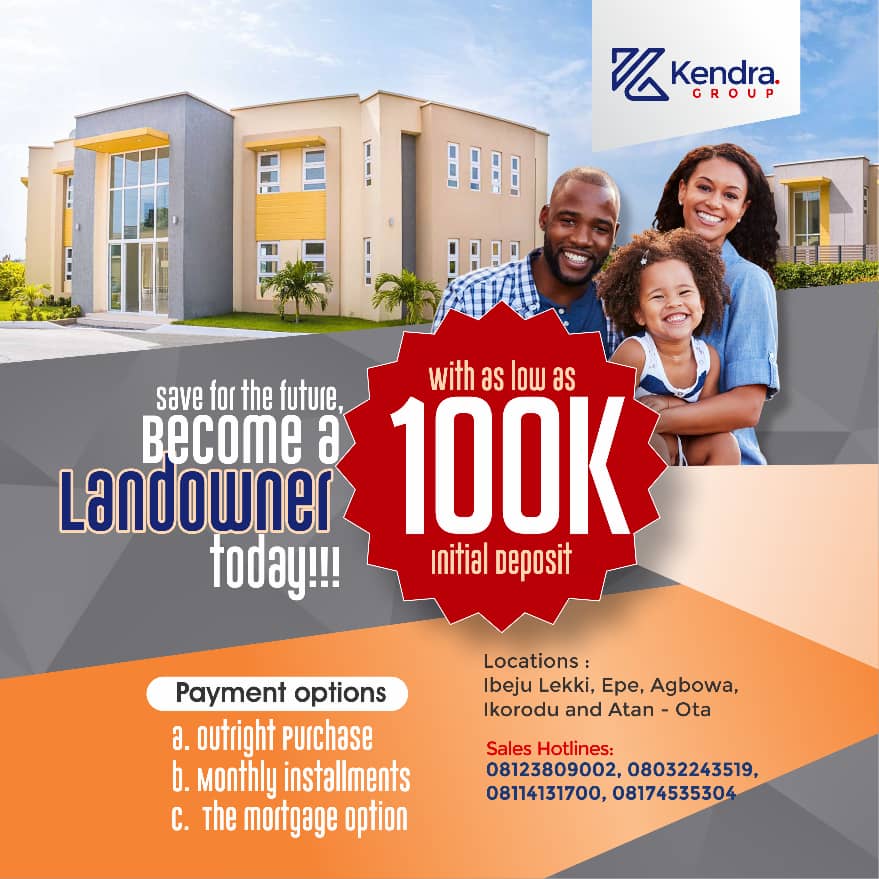 Kendra.
GROUP
save for the future,
Become a
Landowner
today!!!
with as low as
100K
Initial Deposit
Payment options
a. Outright Purchase
b. Monthly installments
c. The mortgage option
Locations :
Ibeju Lekki, Epe, Agbowa,
Ikorodu and Atan - Ota
Sales Hotlines:
08123809002, 08032243519,
08114131700, 08174535304